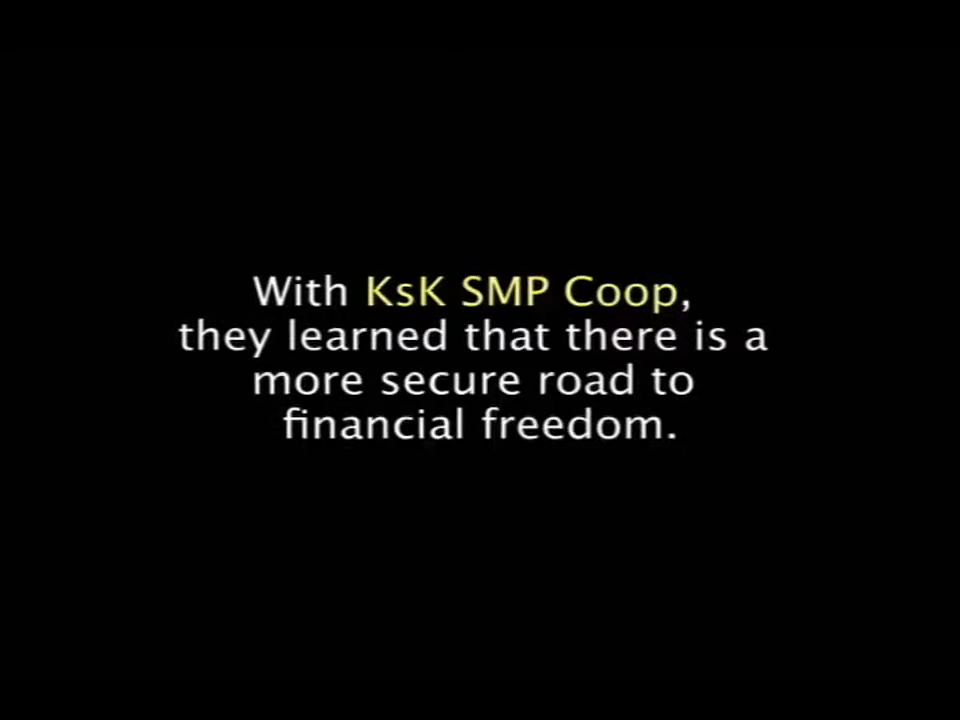 With KsK SMP Coop,
they learned that there is a
more secure road to
financial freedom.